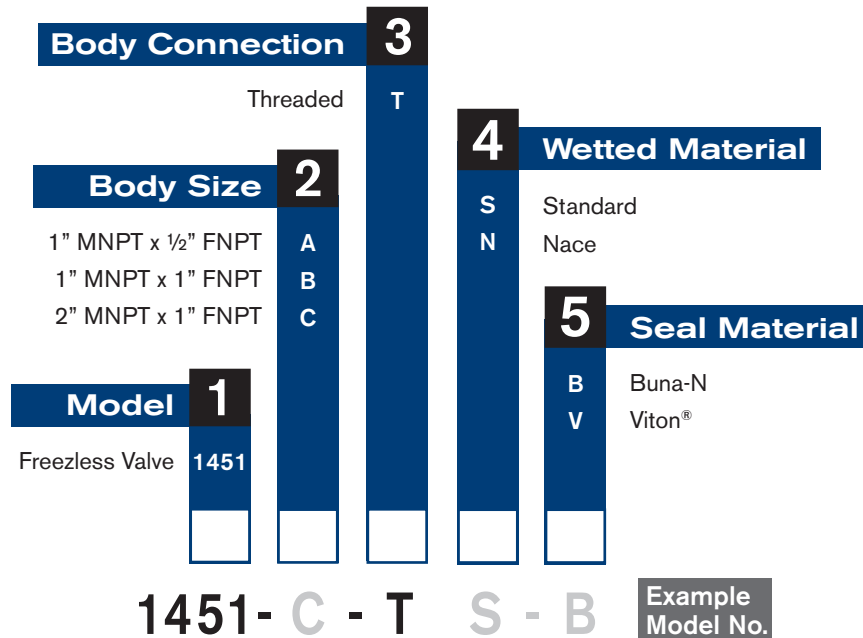 Body Connection 3
Threaded T
4 Wetted Material
Body Size 2
S Standard
1” MNPT x ½” FNPT A
N Nace
1” MNPT x 1” FNPT B
2” MNPT x 1” FNPT C
5 Seal Material
Model 1
B Buna-N
V Viton®
Freezless Valve 1451
1451- C - T S - B
Example
Model No.